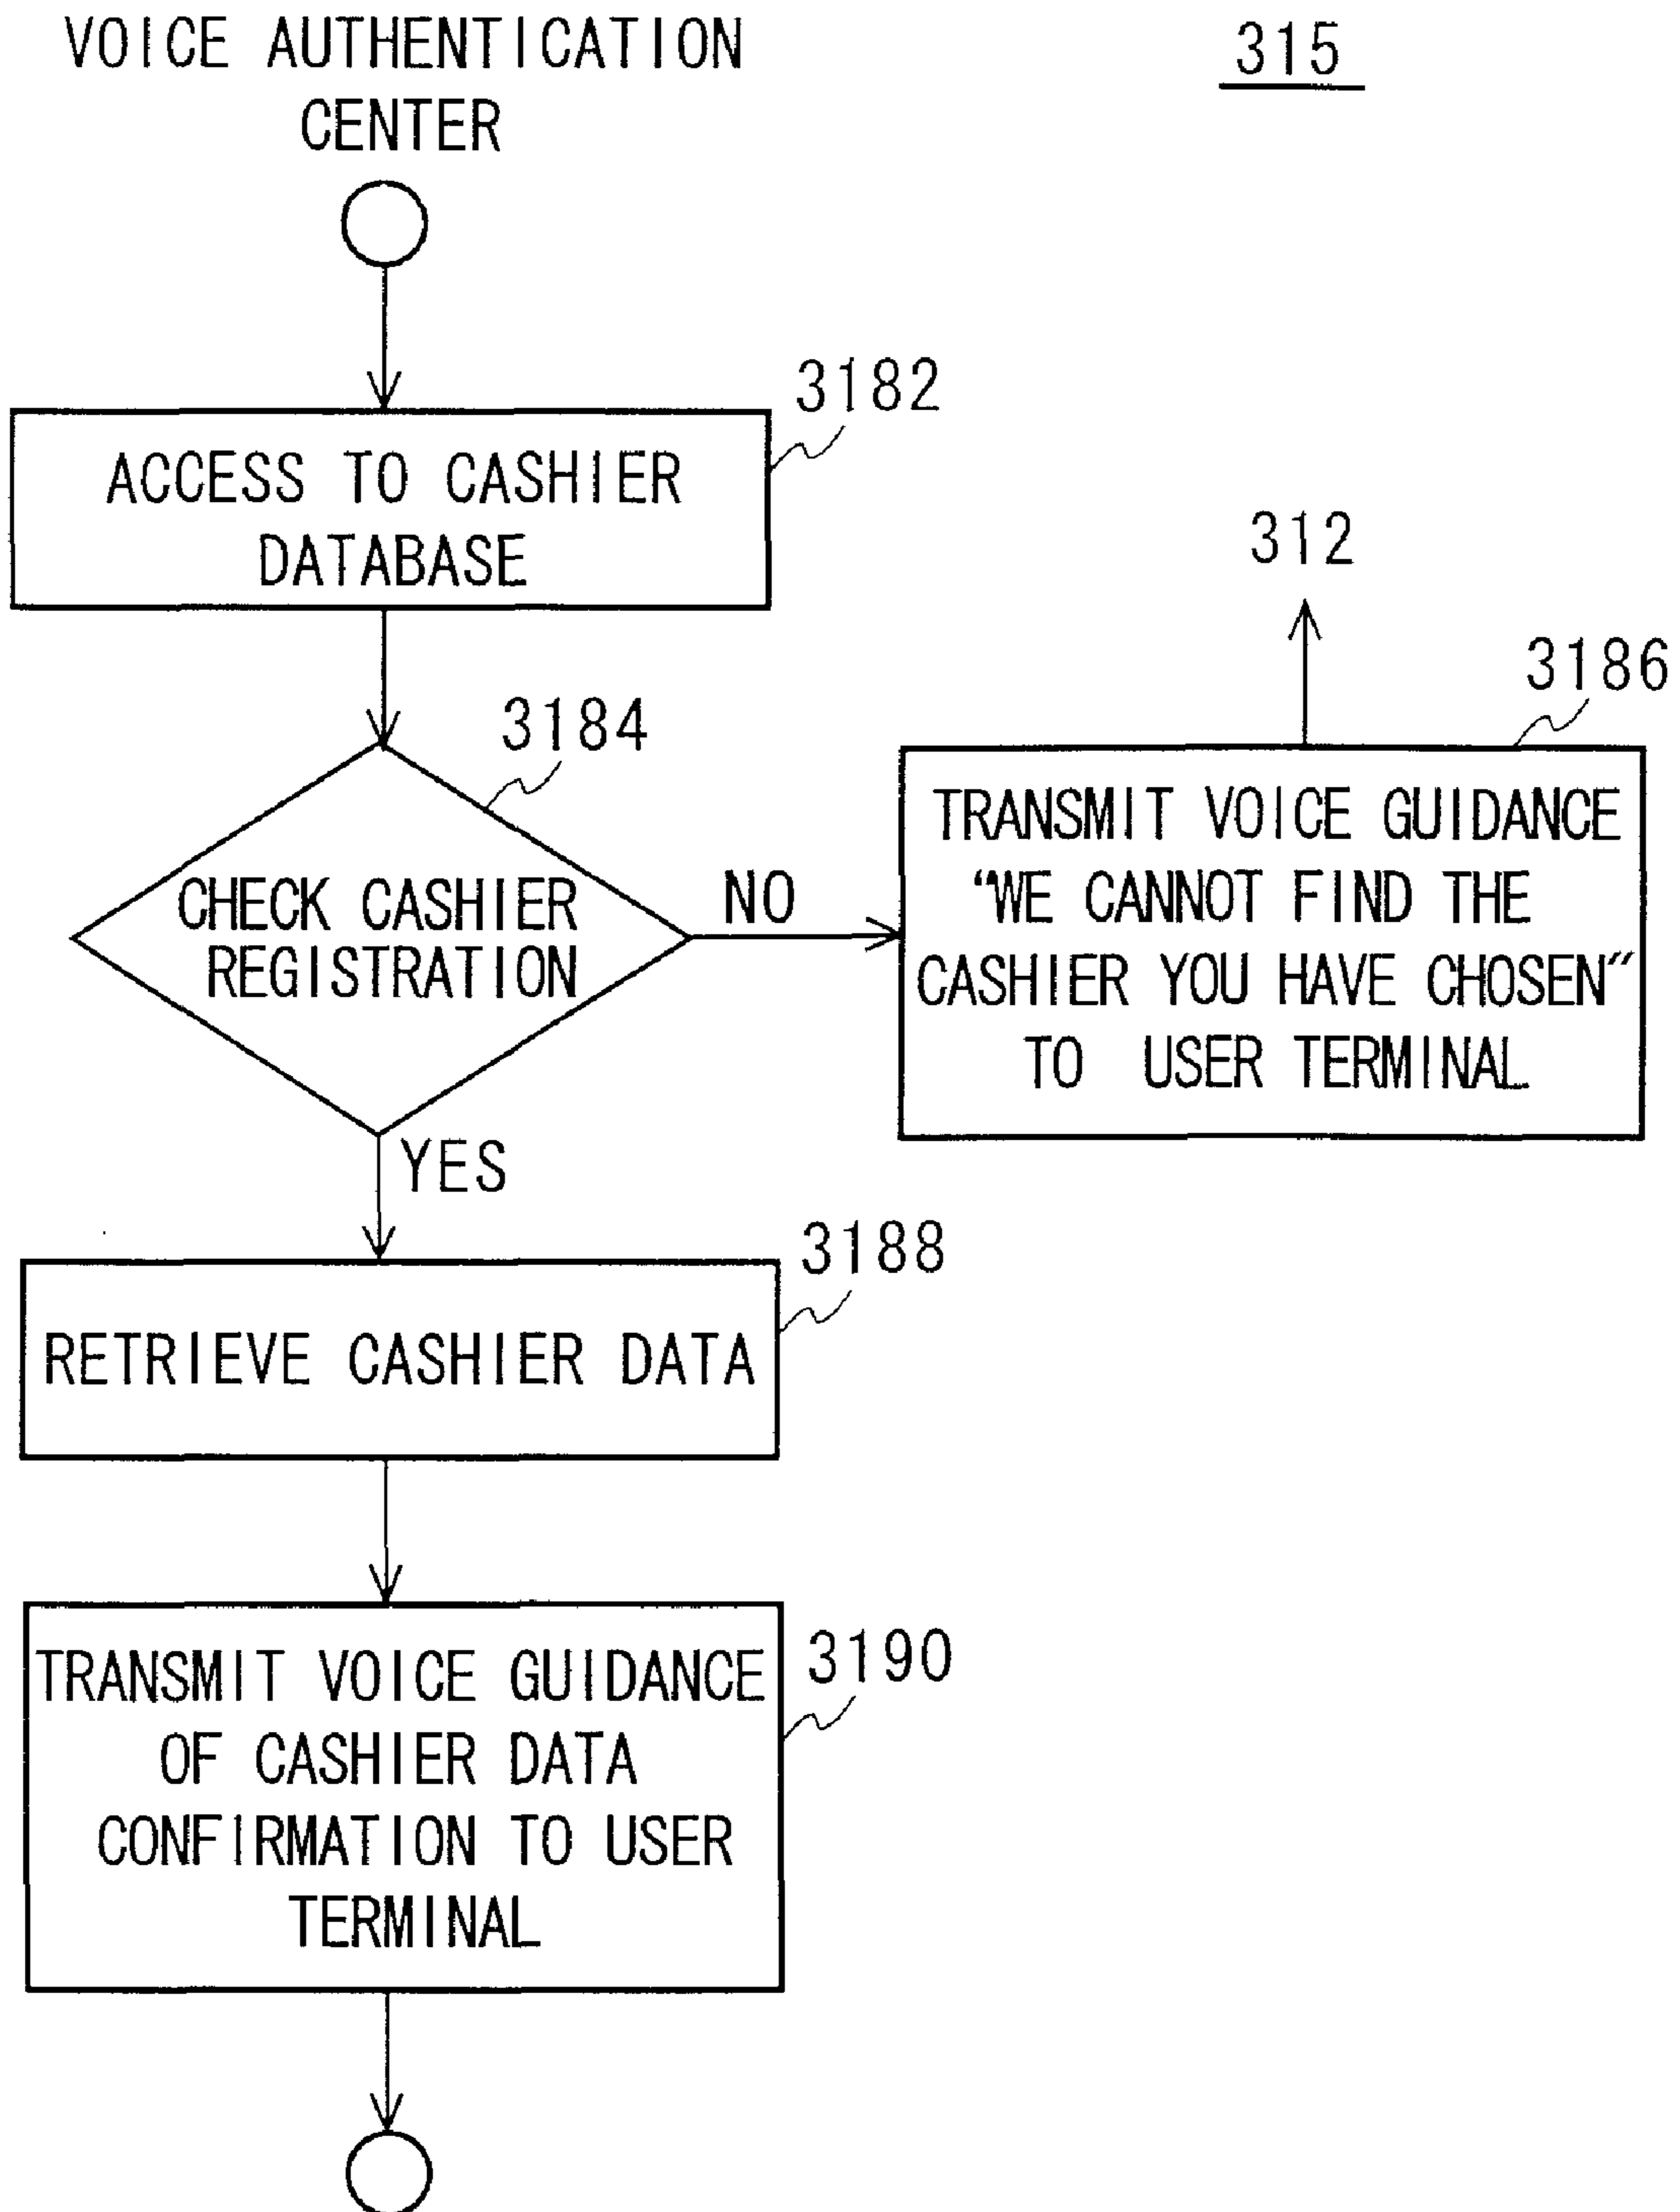 VOICE AUTHENTICATION
CENTER
315
3182
ACCESS TO CASHIER
DATABASE
312
3184
3186
CHECK CASHIER
REGISTRATION
NO
TRANSMIT VOICE GUIDANCE
"WE CANNOT FIND THE
CASHIER YOU HAVE CHOSEN"
TO USER TERMINAL
YES
3188
RETRIEVE CASHIER DATA
3190
TRANSMIT VOICE GUIDANCE
OF CASHIER DATA
CONFIRMATION TO USER
TERMINAL